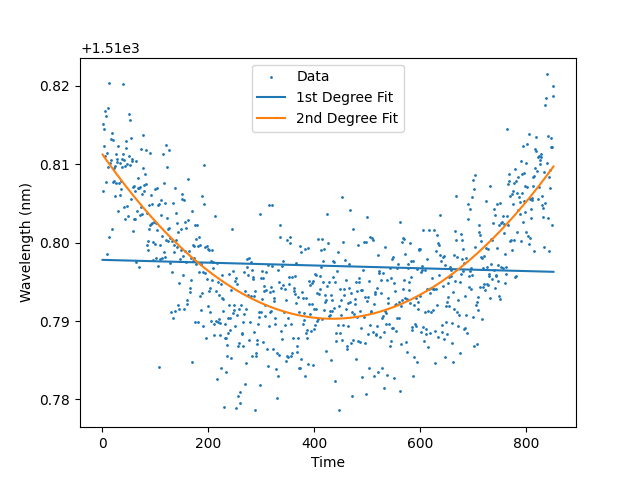 +1.51e3
0.82
0.81
0.80
0.79
0.78
Wavelength (nm)
Data
1st Degree Fit
2nd Degree Fit
0 200 400 600 800
Time